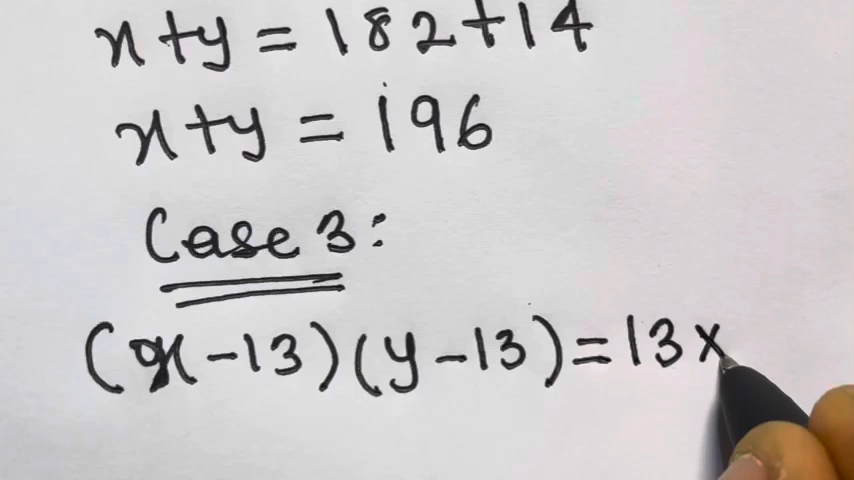 x+y = 182+14
x+y = 196
Case 3:
(x-13)(y-13)=13x